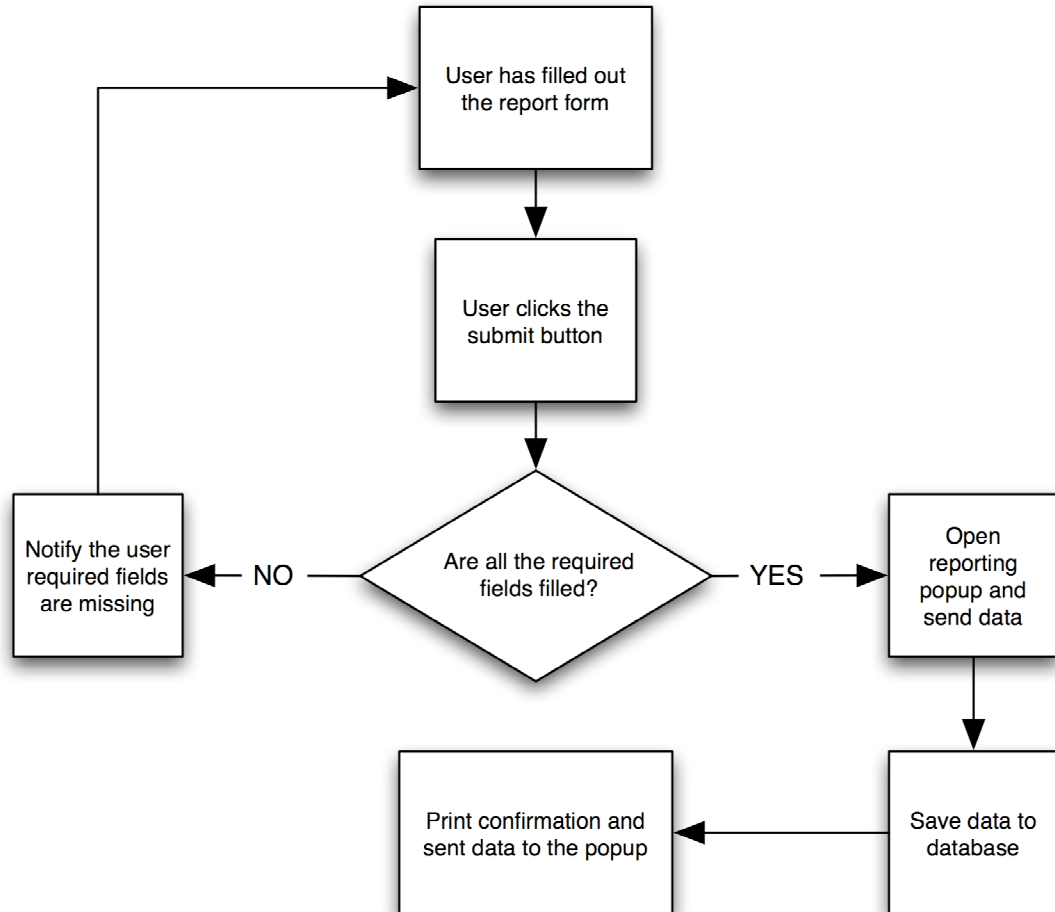 User has filled out
the report form
User clicks the
submit button
Are all the required
fields filled?
NO
Notify the user
required fields
are missing
YES
Open
reporting
popup and
send data
Save data to
database
Print confirmation and
sent data to the popup